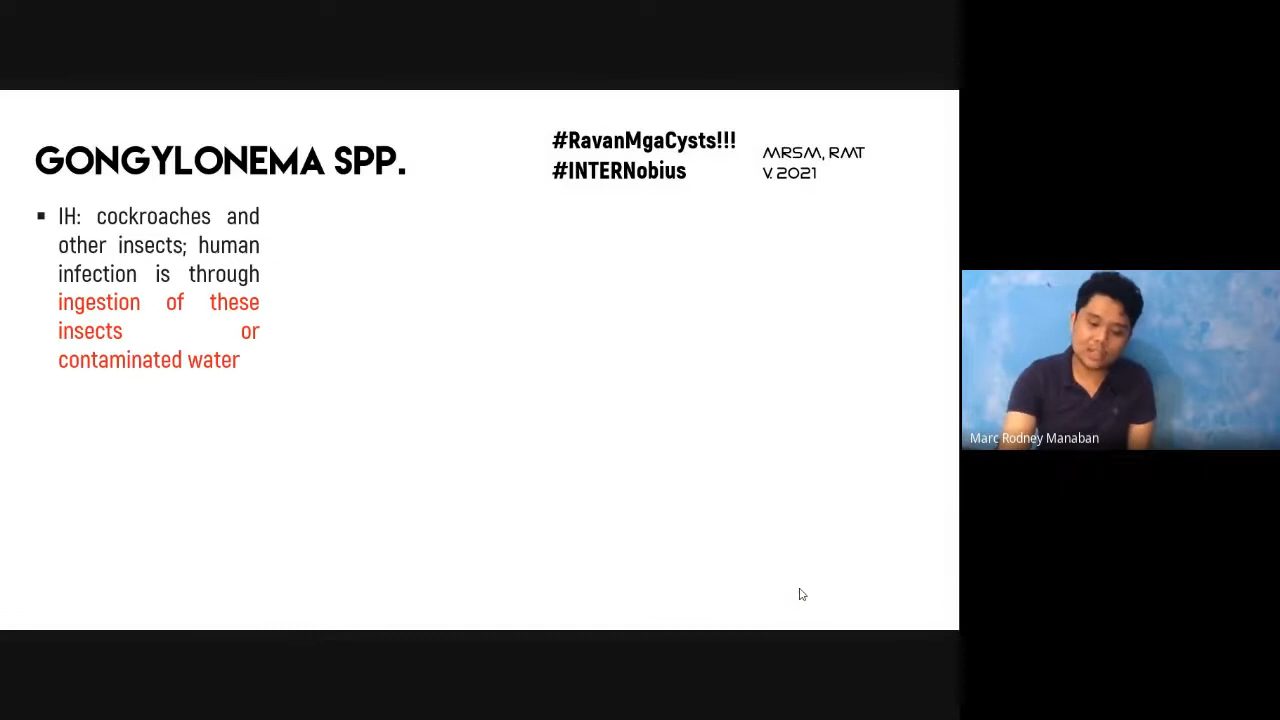 GONGYLONEMA SPP.
#RavanMgaCysts!!!
#INTERNobius
MRSM, RMT
V. 2021
▪ IH: cockroaches and
other insects; human
infection is through
ingestion of these
insects or
contaminated water
Marc Rodney Manaban